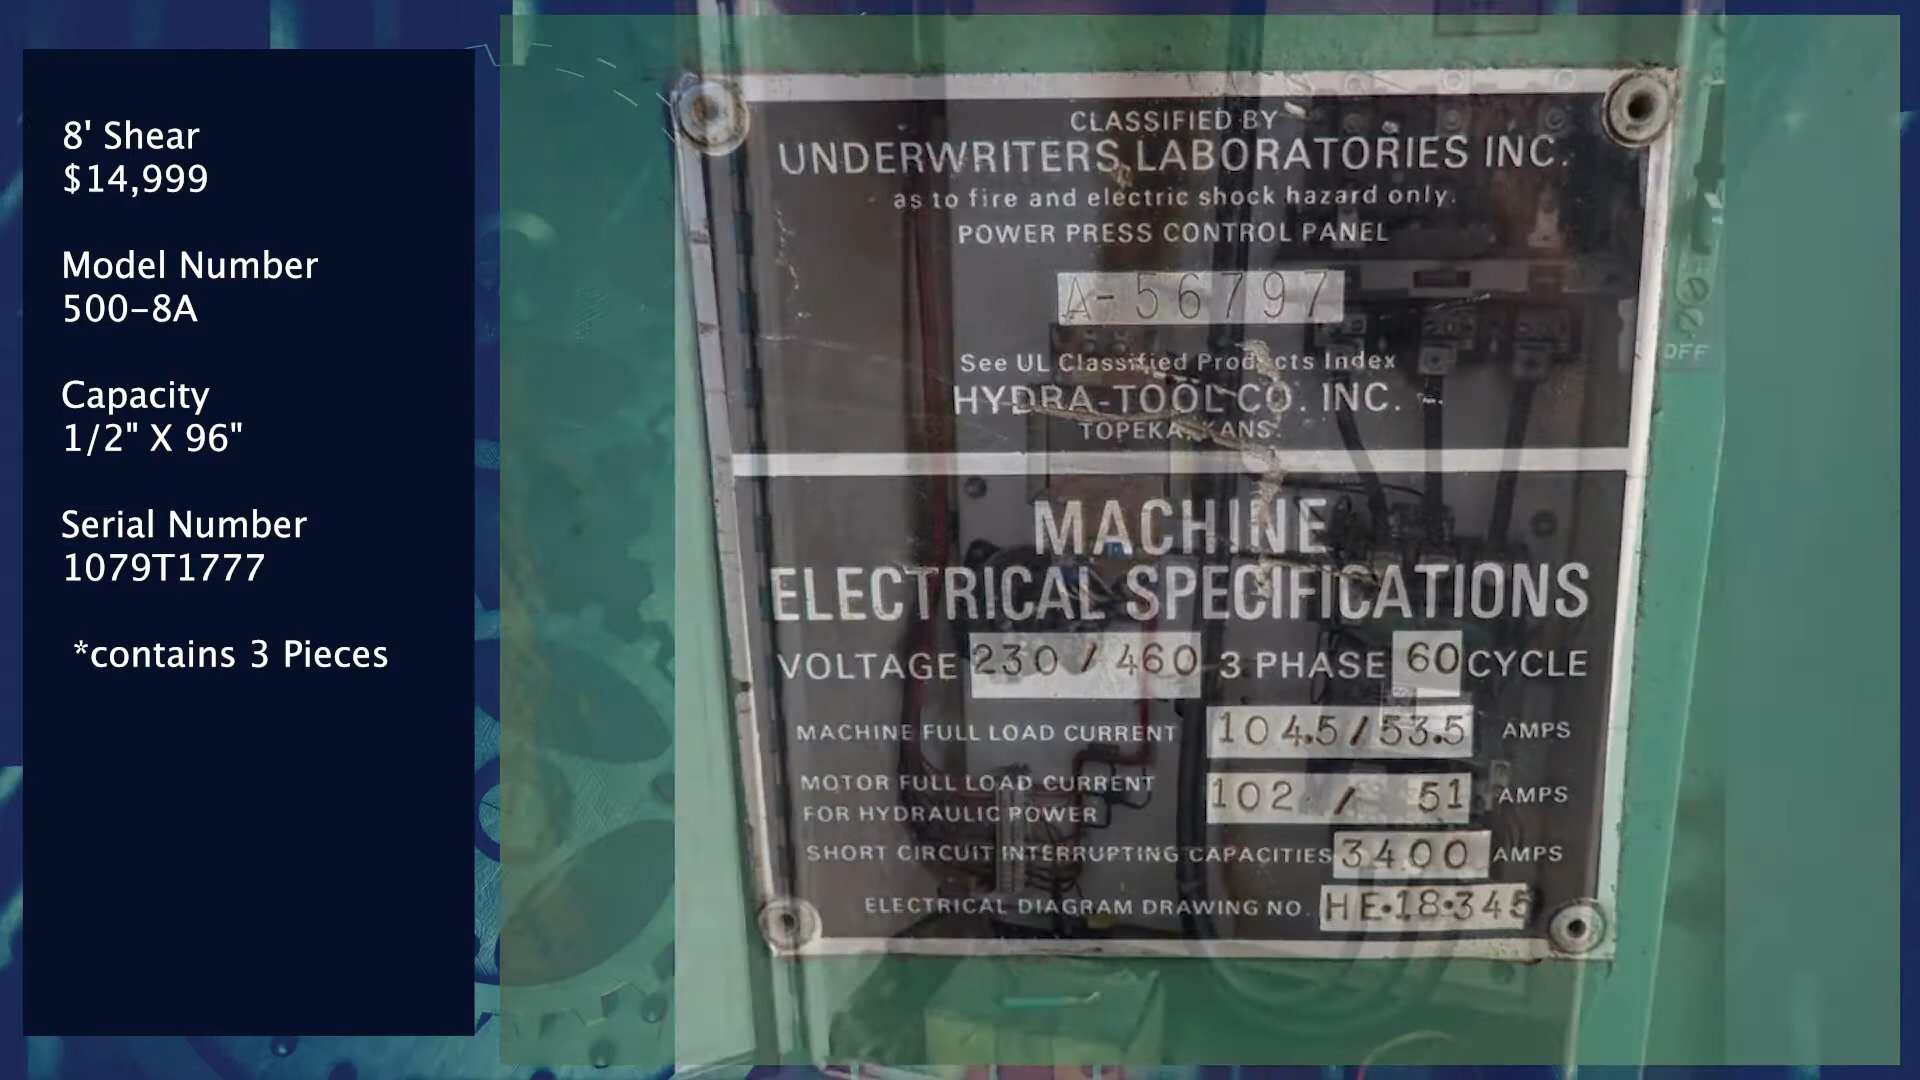 8' Shear
$14,999
Model Number
500-8A
Capacity
1/2" X 96"
Serial Number
1079T1777
*contains 3 Pieces
CLASSIFIED BY
UNDERWRITERS LABORATORIES INC.
as to fire and electric shock hazard only.
POWER PRESS CONTROL PANEL
A-56797
See UL Classified Products Index
HYDRA-TOOL CO. INC.
TOPEKA, KANS.
MACHINE
ELECTRICAL SPECIFICATIONS
VOLTAGE 230 / 460 3 PHASE 60 CYCLE
MACHINE FULL LOAD CURRENT 104.5/53.5 AMPS
MOTOR FULL LOAD CURRENT
FOR HYDRAULIC POWER 102 / 51 AMPS
SHORT CIRCUIT INTERRUPTING CAPACITIES 3400 AMPS
ELECTRICAL DIAGRAM DRAWING NO. HE·18·345
OFF